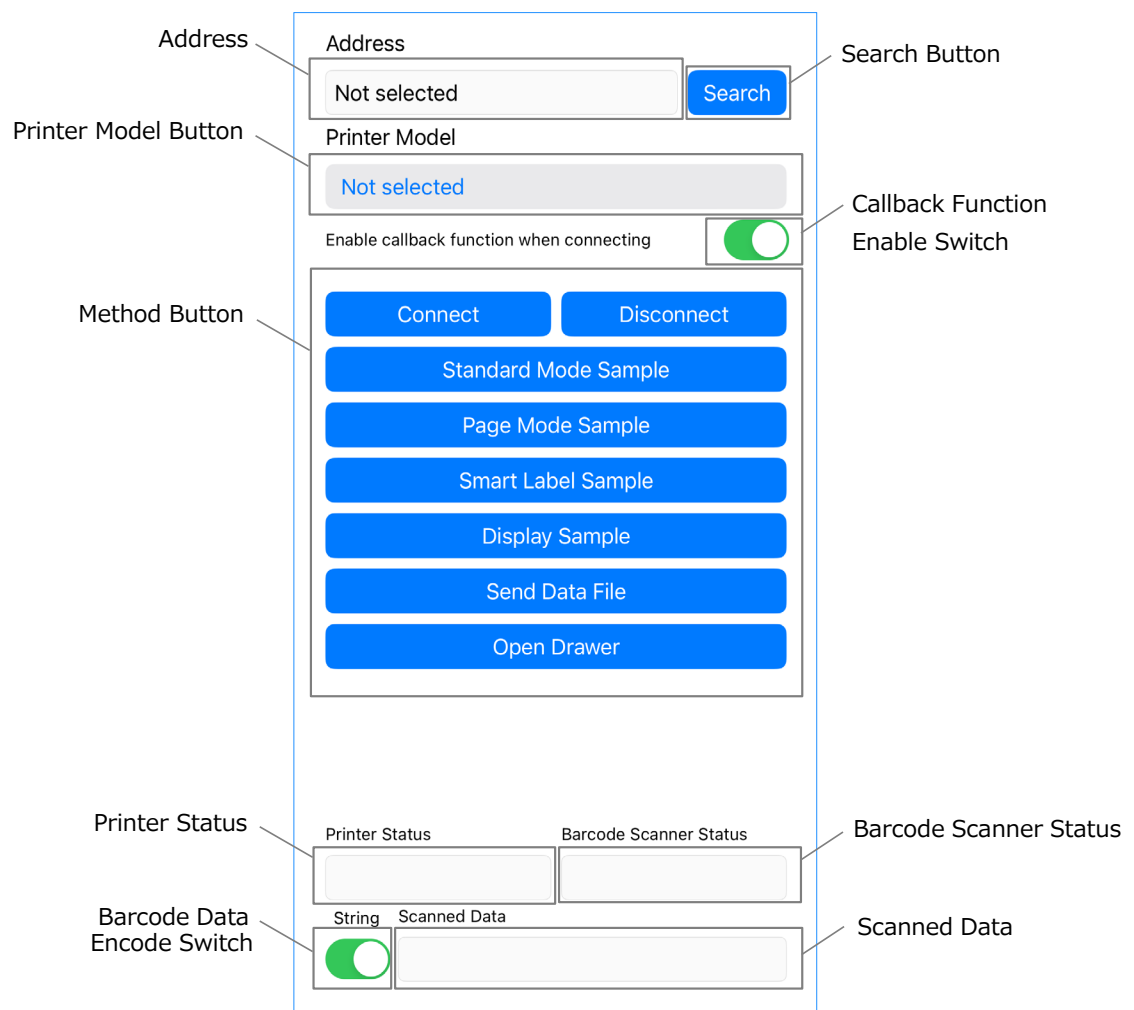 Address
Address
Search Button
Not selected
Search
Printer Model Button
Printer Model
Not selected
Callback Function
Enable Switch
Enable callback function when connecting
Method Button
Connect
Disconnect
Standard Mode Sample
Page Mode Sample
Smart Label Sample
Display Sample
Send Data File
Open Drawer
Printer Status
Printer Status
Barcode Scanner Status
Barcode Scanner Status
Barcode Data
Encode Switch
String
Scanned Data
Scanned Data